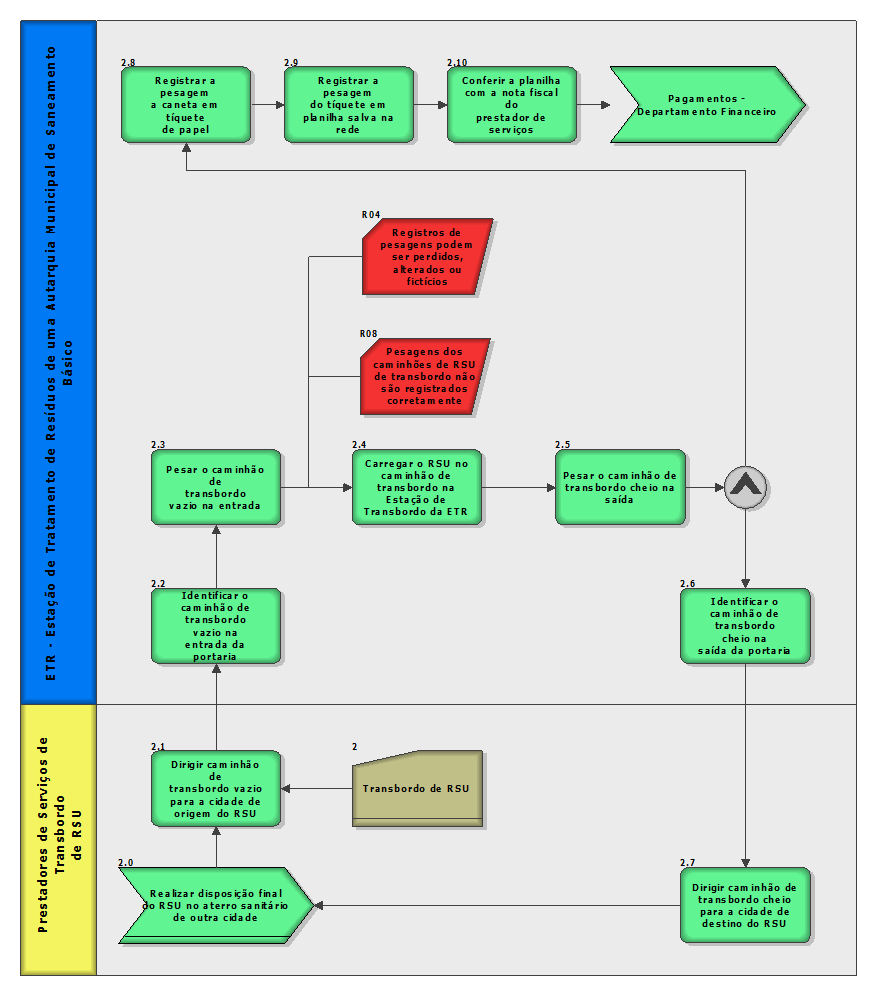 ETR - Estação de Tratamento de Resíduos de uma Autarquia Municipal de Saneamento
Básico
2.8
Registrar a
pesagem
a caneta em
tíquete
de papel
2.9
Registrar a
pesagem
do tíquete em
planilha salva na
rede
2.10
Conferir a planilha
com a nota fiscal
do
prestador de
serviços
Pagamentos -
Departamento Financeiro
R04
Registros de
pesagens podem
ser perdidos,
alterados ou
fictícios
R08
Pesagens dos
caminhões de RSU
de transbordo não
são registrados
corretamente
2.3
Pesar o caminhão
de
transbordo
vazio na entrada
2.4
Carregar o RSU no
caminhão de
transbordo na
Estação de
Transbordo da ETR
2.5
Pesar o caminhão de
transbordo cheio na
saída
2.2
Identificar o
caminhão de
transbordo
vazio na
entrada da
portaria
2.6
Identificar o
caminhão de
transbordo
cheio na
saída da portaria
Prestadores de Serviços de
Transbordo
de RSU
2.1
Dirigir caminhão
de
transbordo vazio
para a cidade de
origem do RSU
2
Transbordo de RSU
2.0
Realizar disposição final
do RSU no aterro sanitário
de outra cidade
2.7
Dirigir caminhão de
transbordo cheio
para a cidade de
destino do RSU